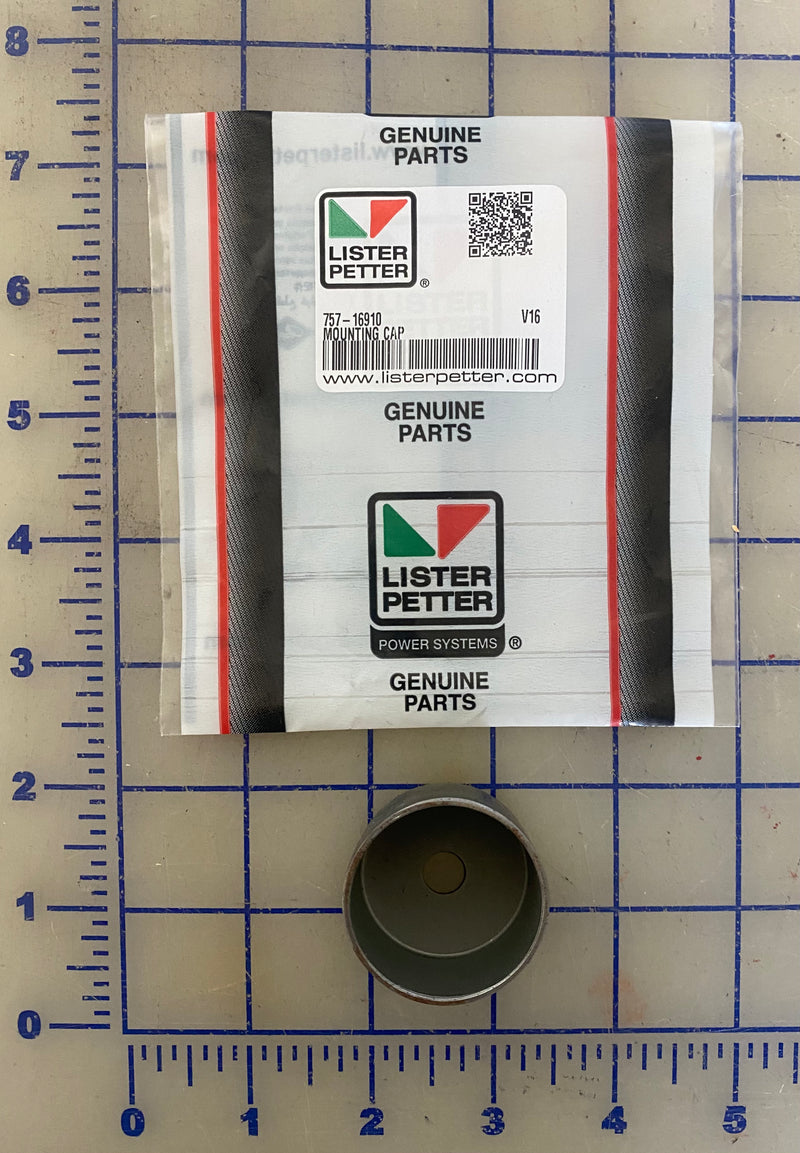 8
GENUINE
PARTS
7
LISTER
PETTER
®
6
757-16910 V16
MOUNTING CAP
www.listerpetter.com
5
GENUINE
PARTS
4
LISTER
PETTER
POWER SYSTEMS ®
3
GENUINE
PARTS
2
1
0
0 1 2 3 4 5